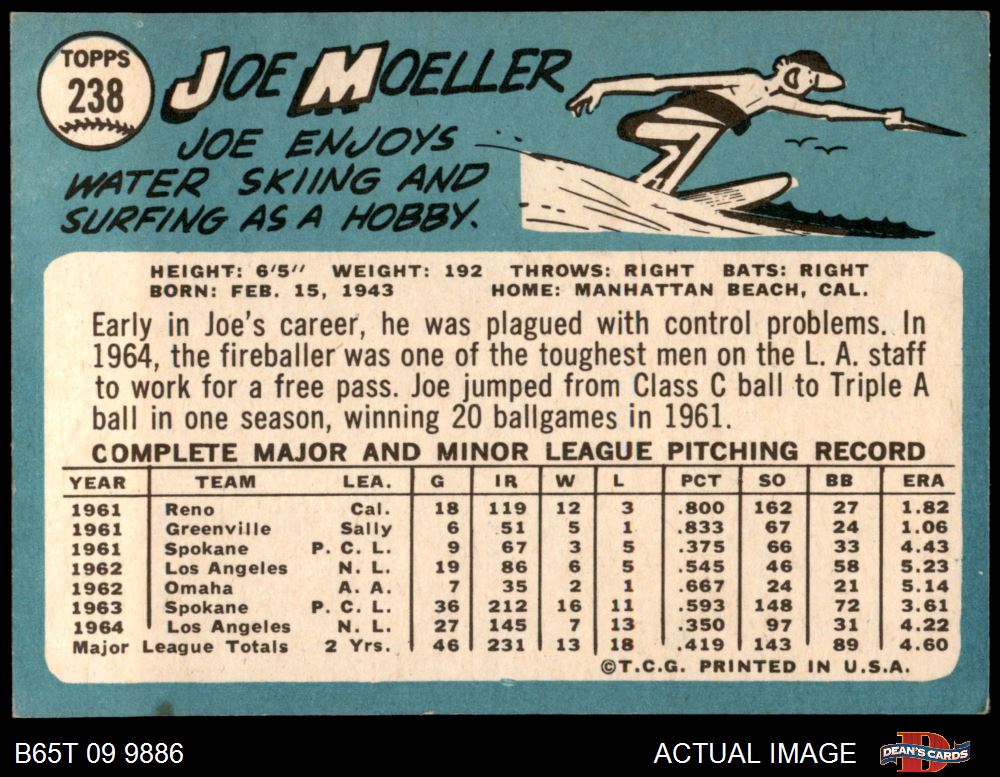 TOPPS
238
JOE MOELLER
JOE ENJOYS
WATER SKIING AND
SURFING AS A HOBBY.
HEIGHT: 6'5" WEIGHT: 192 THROWS: RIGHT BATS: RIGHT
BORN: FEB. 15, 1943 HOME: MANHATTAN BEACH, CAL.
Early in Joe's career, he was plagued with control problems. In
1964, the fireballer was one of the toughest men on the L. A. staff
to work for a free pass. Joe jumped from Class C ball to Triple A
ball in one season, winning 20 ballgames in 1961.
COMPLETE MAJOR AND MINOR LEAGUE PITCHING RECORD
YEAR TEAM LEA. G IR W L PCT SO BB ERA
1961 Reno Cal. 18 119 12 3 .800 162 27 1.82
1961 Greenville Sally 6 51 5 1 .833 67 24 1.06
1961 Spokane P. C. L. 9 67 3 5 .375 66 33 4.43
1962 Los Angeles N. L. 19 86 6 5 .545 46 58 5.23
1962 Omaha A. A. 7 35 2 1 .667 24 21 5.14
1963 Spokane P. C. L. 36 212 16 11 .593 148 72 3.61
1964 Los Angeles N. L. 27 145 7 13 .350 97 31 4.22
Major League Totals 2 Yrs. 46 231 13 18 .419 143 89 4.60
©T.C.G. PRINTED IN U.S.A.
B65T 09 9886 ACTUAL IMAGE DEAN'S CARDS